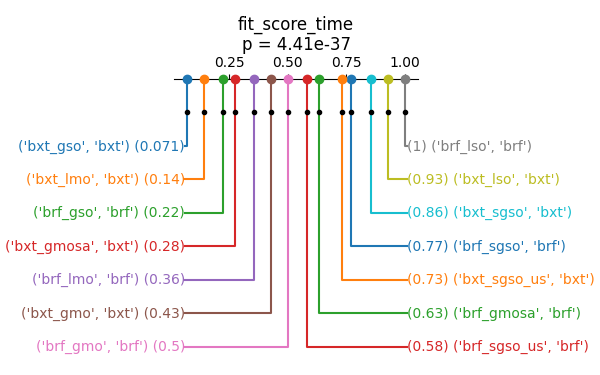 fit_score_time
p = 4.41e-37
0.25 0.50 0.75 1.00
('bxt_gso', 'bxt') (0.071) (1) ('brf_lso', 'brf')
('bxt_lmo', 'bxt') (0.14) (0.93) ('bxt_lso', 'bxt')
('brf_gso', 'brf') (0.22) (0.86) ('bxt_sgso', 'bxt')
('bxt_gmosa', 'bxt') (0.28) (0.77) ('brf_sgso', 'brf')
('brf_lmo', 'brf') (0.36) (0.73) ('bxt_sgso_us', 'bxt')
('bxt_gmo', 'bxt') (0.43) (0.63) ('brf_gmosa', 'brf')
('brf_gmo', 'brf') (0.5) (0.58) ('brf_sgso_us', 'brf')